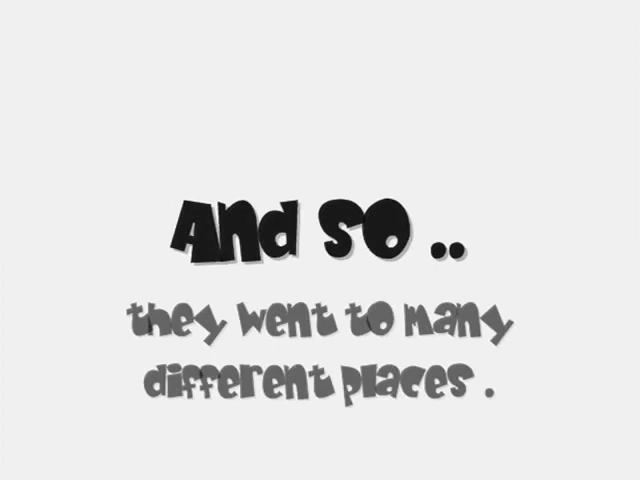 And so ..
they went to many
different places .